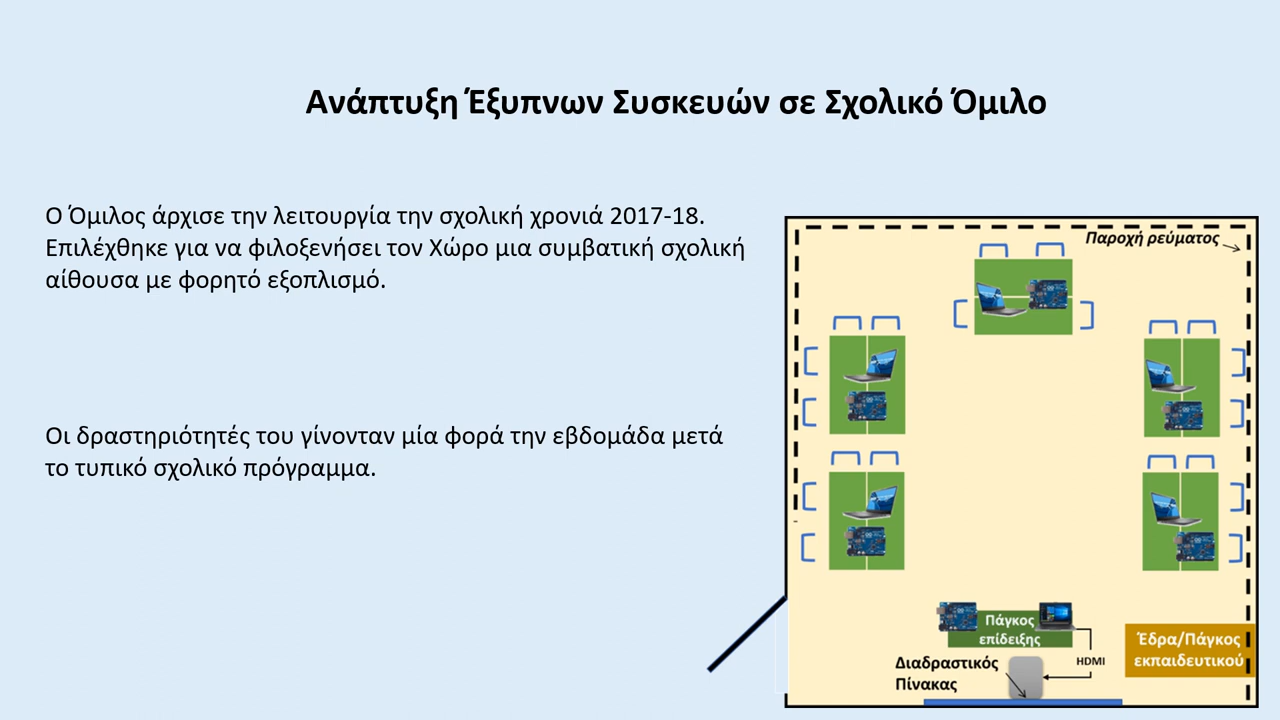 Ανάπτυξη Έξυπνων Συσκευών σε Σχολικό Όμιλο
Ο Όμιλος άρχισε την λειτουργία την σχολική χρονιά 2017-18.
Επιλέχθηκε για να φιλοξενήσει τον Χώρο μια συμβατική σχολική
αίθουσα με φορητό εξοπλισμό.
Οι δραστηριότητές του γίνονταν μία φορά την εβδομάδα μετά
το τυπικό σχολικό πρόγραμμα.
Παροχή ρεύματος
Πάγκος
επίδειξης
Έδρα/Πάγκος
εκπαιδευτικού
HDMI
Διαδραστικός
Πίνακας